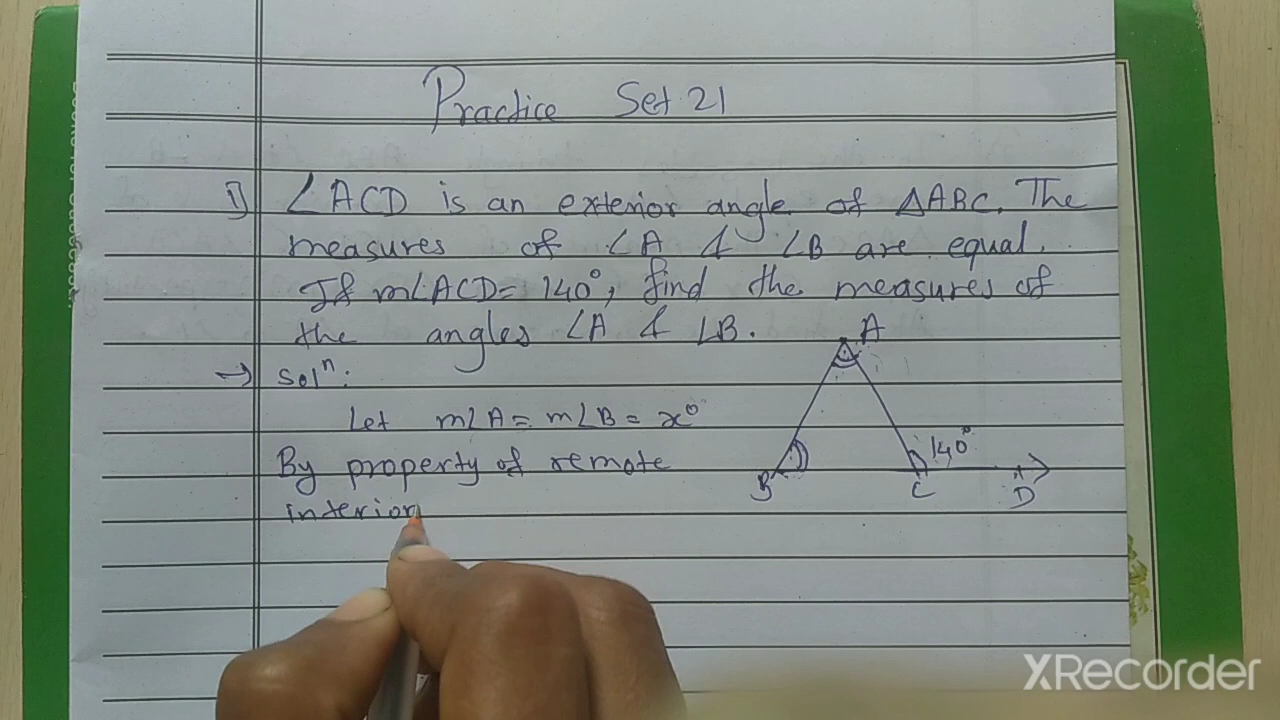 Practice Set 21
1) ∠ACD is an exterior angle of △ABC. The
measures of ∠A & ∠B are equal.
If m∠ACD = 140°, find the measures of
the angles ∠A & ∠B.
→ Solⁿ:
Let m∠A = m∠B = x°
By property of remote
interior
A
140°
B
C
D
XRecorder